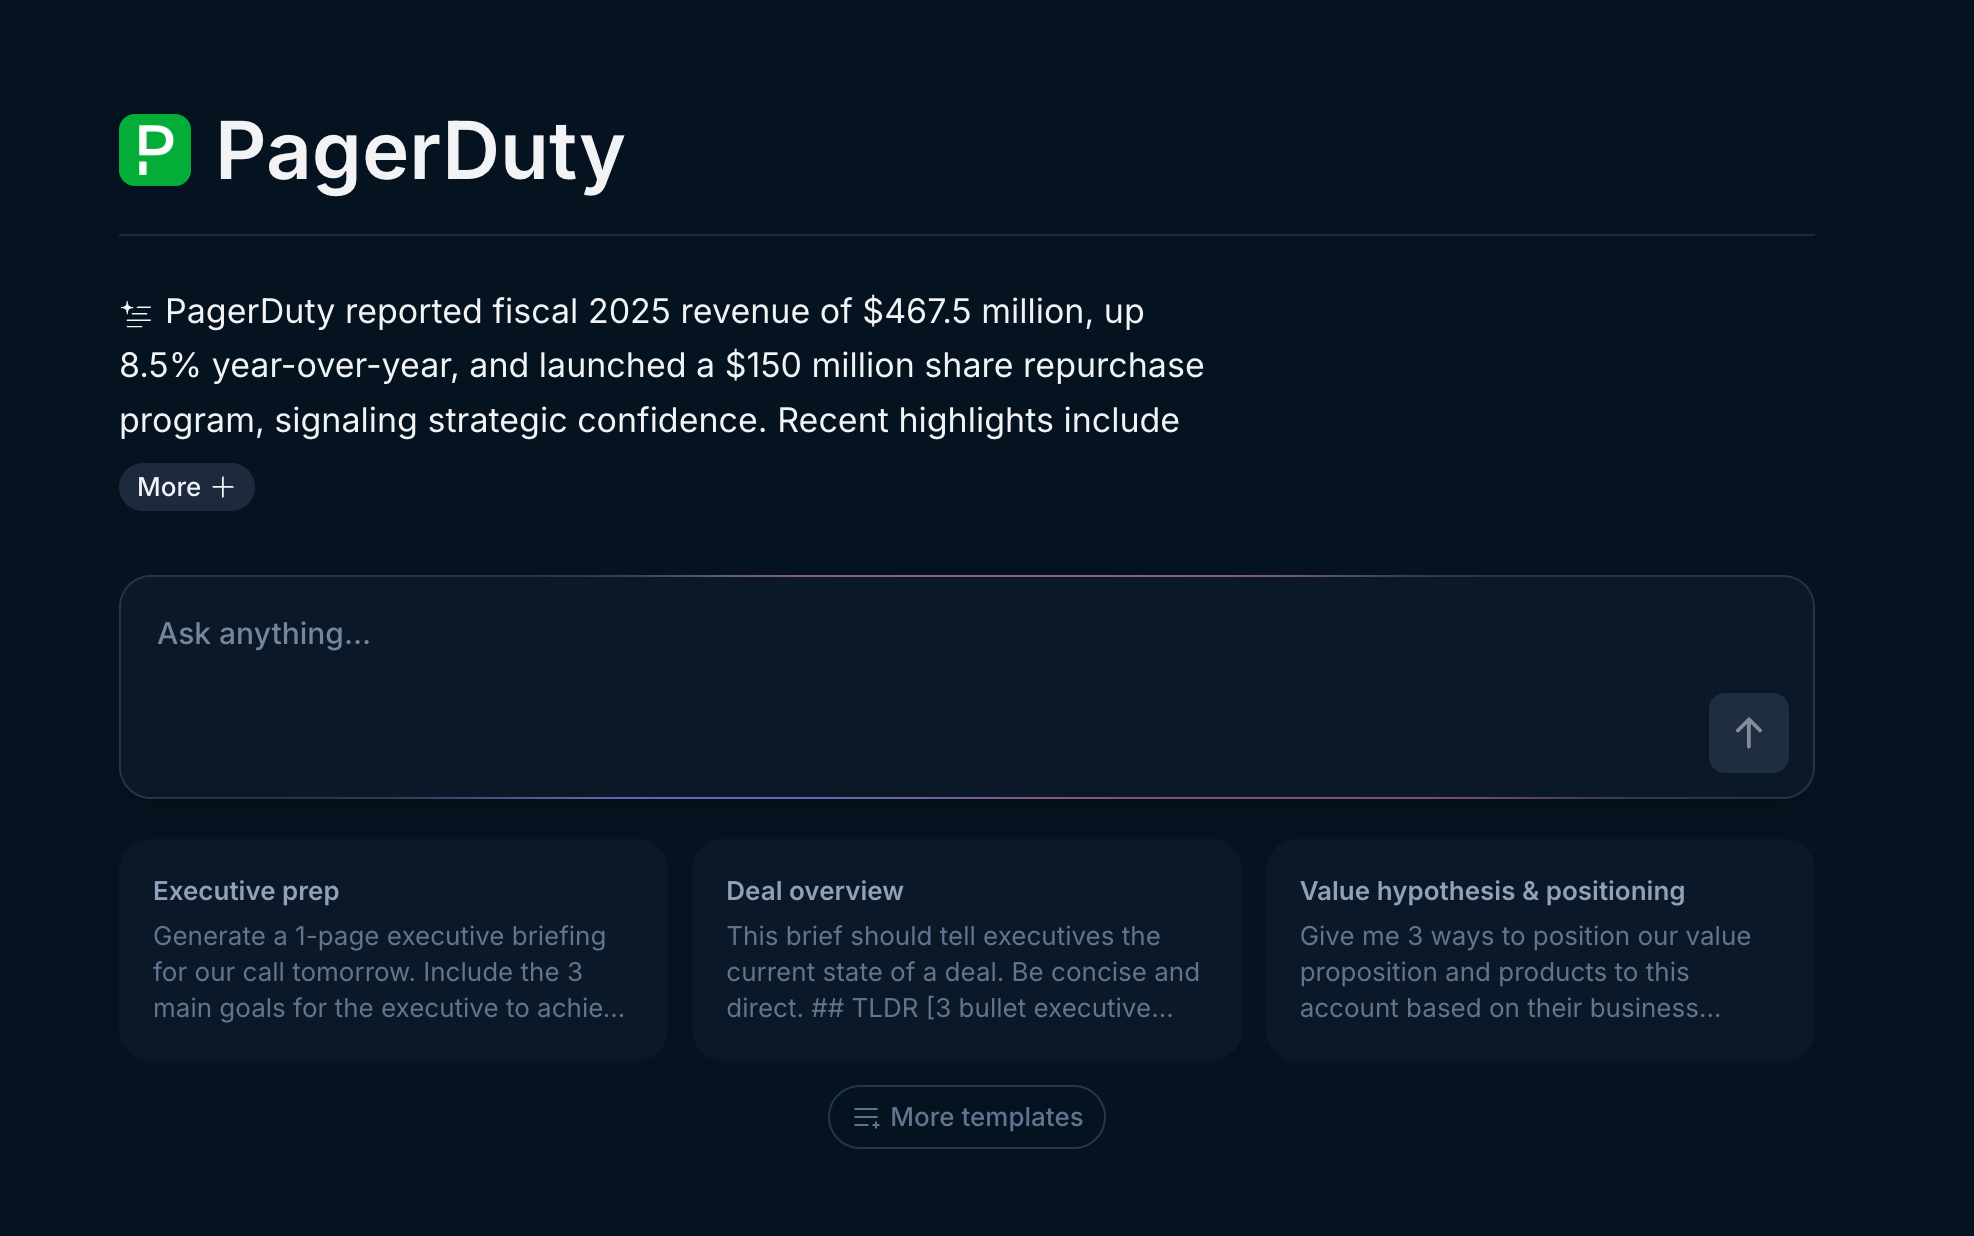 PagerDuty
PagerDuty reported fiscal 2025 revenue of $467.5 million, up
8.5% year-over-year, and launched a $150 million share repurchase
program, signaling strategic confidence. Recent highlights include
More
Ask anything...
Executive prep
Generate a 1-page executive briefing
for our call tomorrow. Include the 3
main goals for the executive to achie...
Deal overview
This brief should tell executives the
current state of a deal. Be concise and
direct. ## TLDR [3 bullet executive...
Value hypothesis & positioning
Give me 3 ways to position our value
proposition and products to this
account based on their business...
More templates